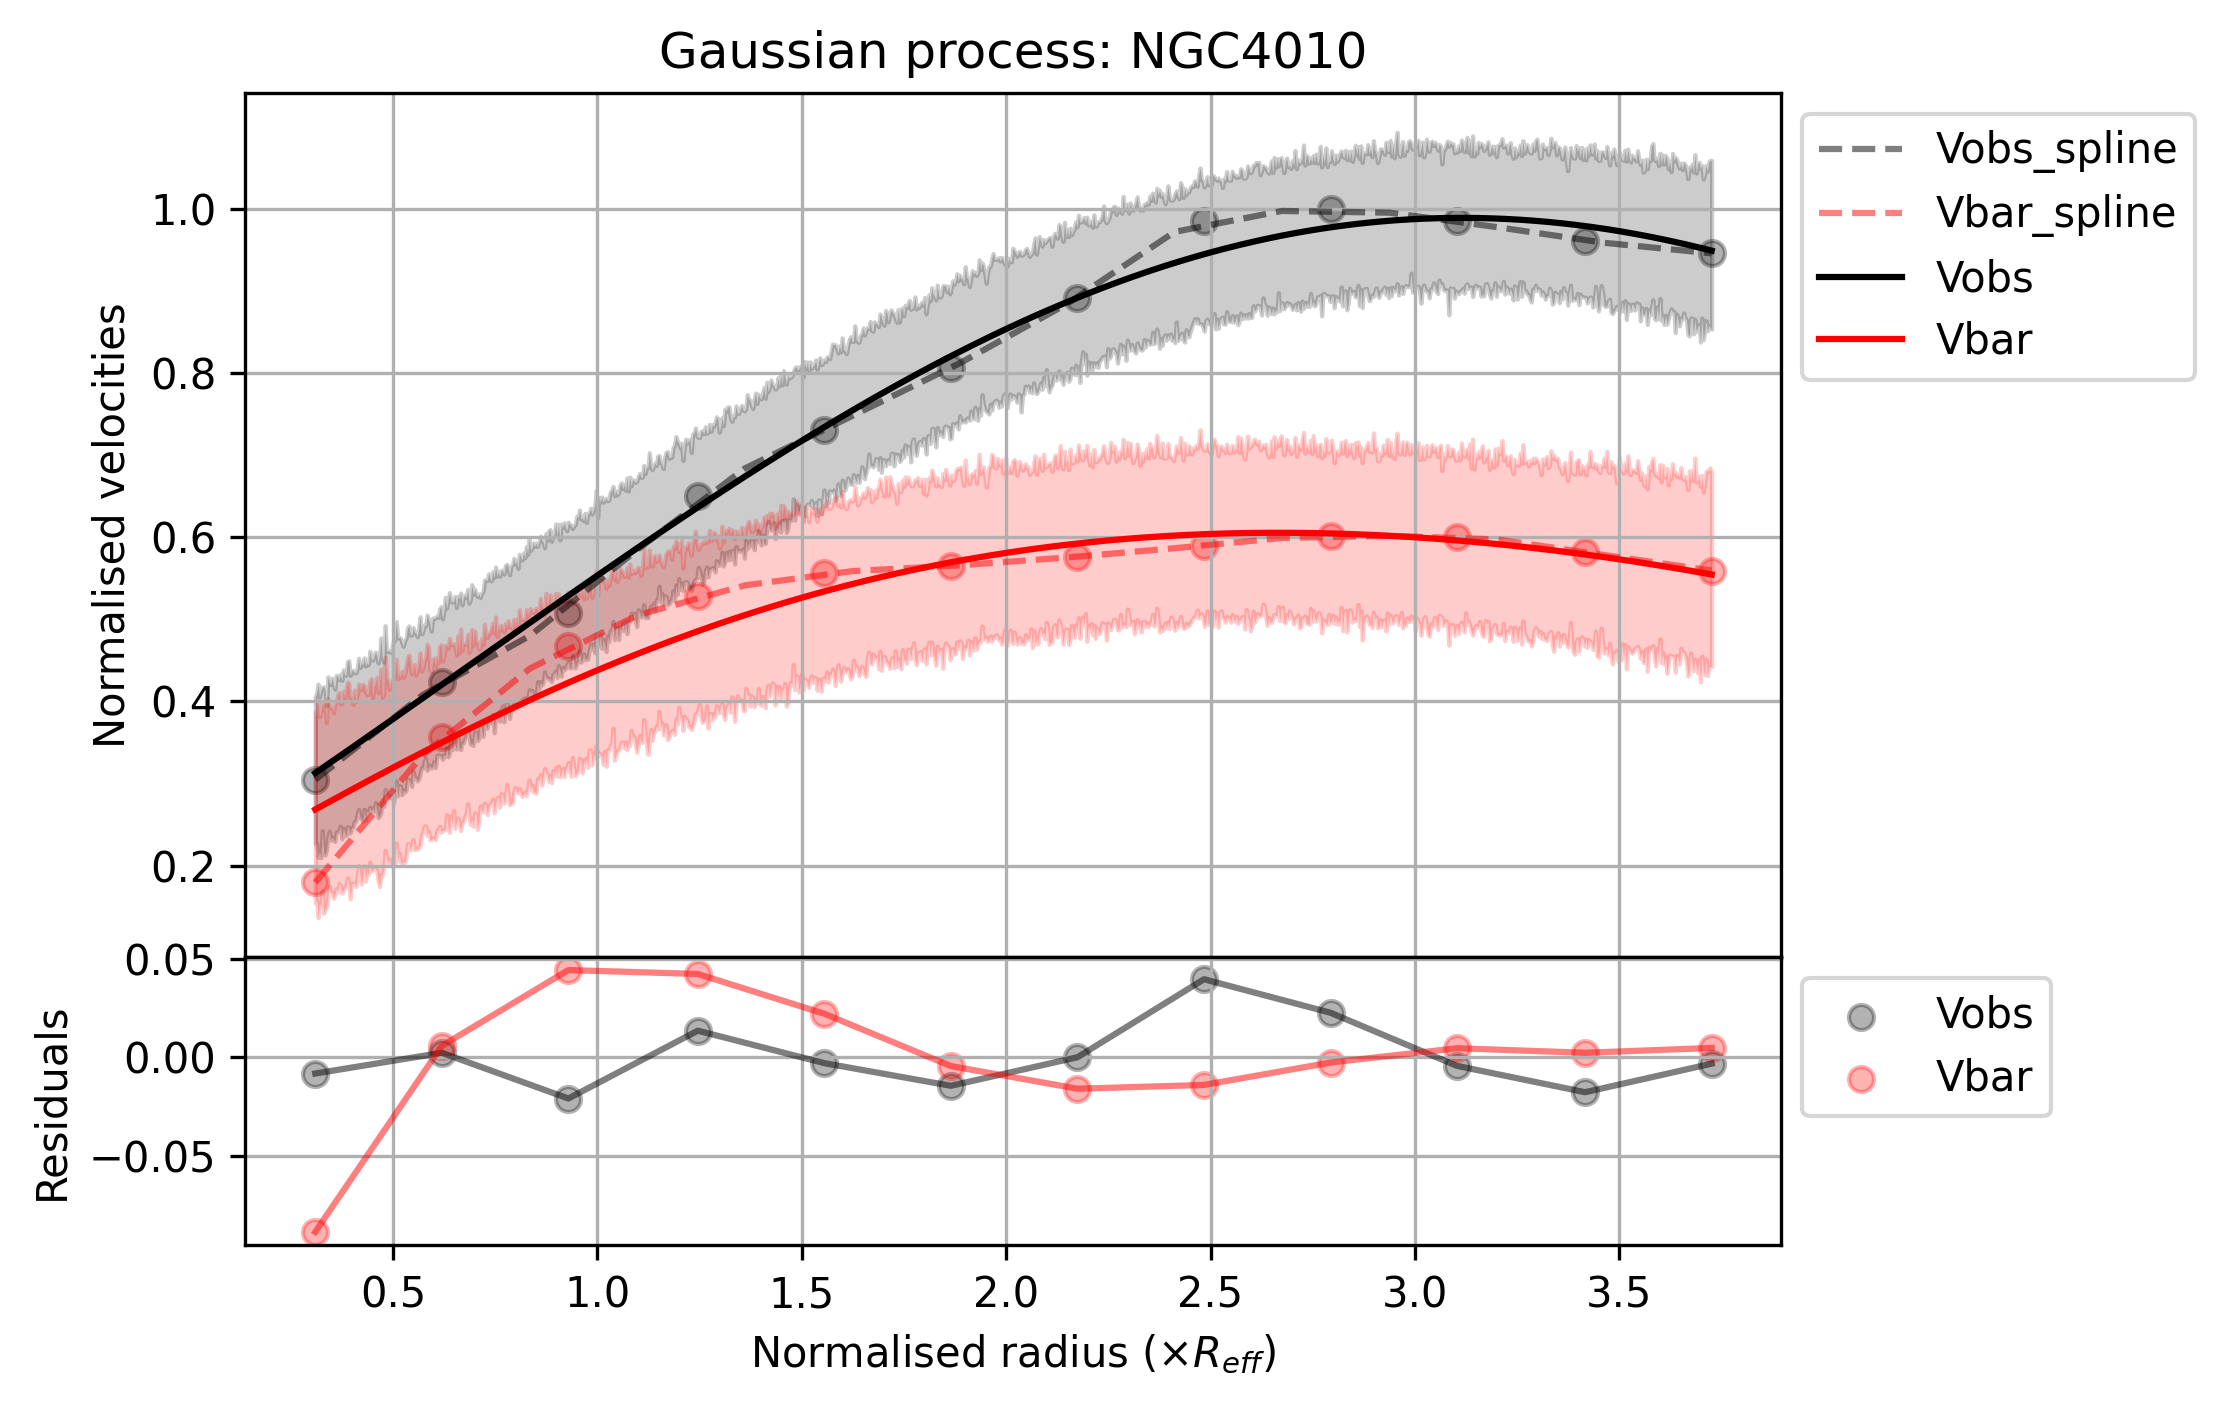 Gaussian process: NGC4010
Normalised velocities
1.0
0.8
0.6
0.4
0.2
Vobs_spline
Vbar_spline
Vobs
Vbar
Residuals
0.05
0.00
−0.05
Vobs
Vbar
0.5 1.0 1.5 2.0 2.5 3.0 3.5
Normalised radius (×R_eff)